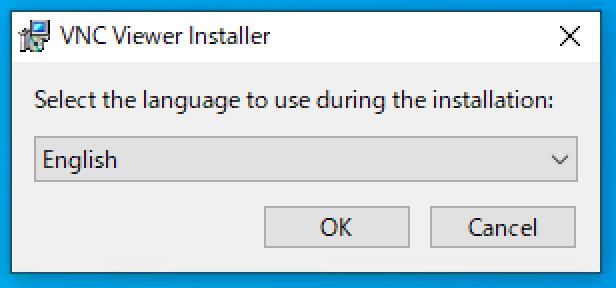 VNC Viewer Installer
Select the language to use during the installation:
English
OK
Cancel